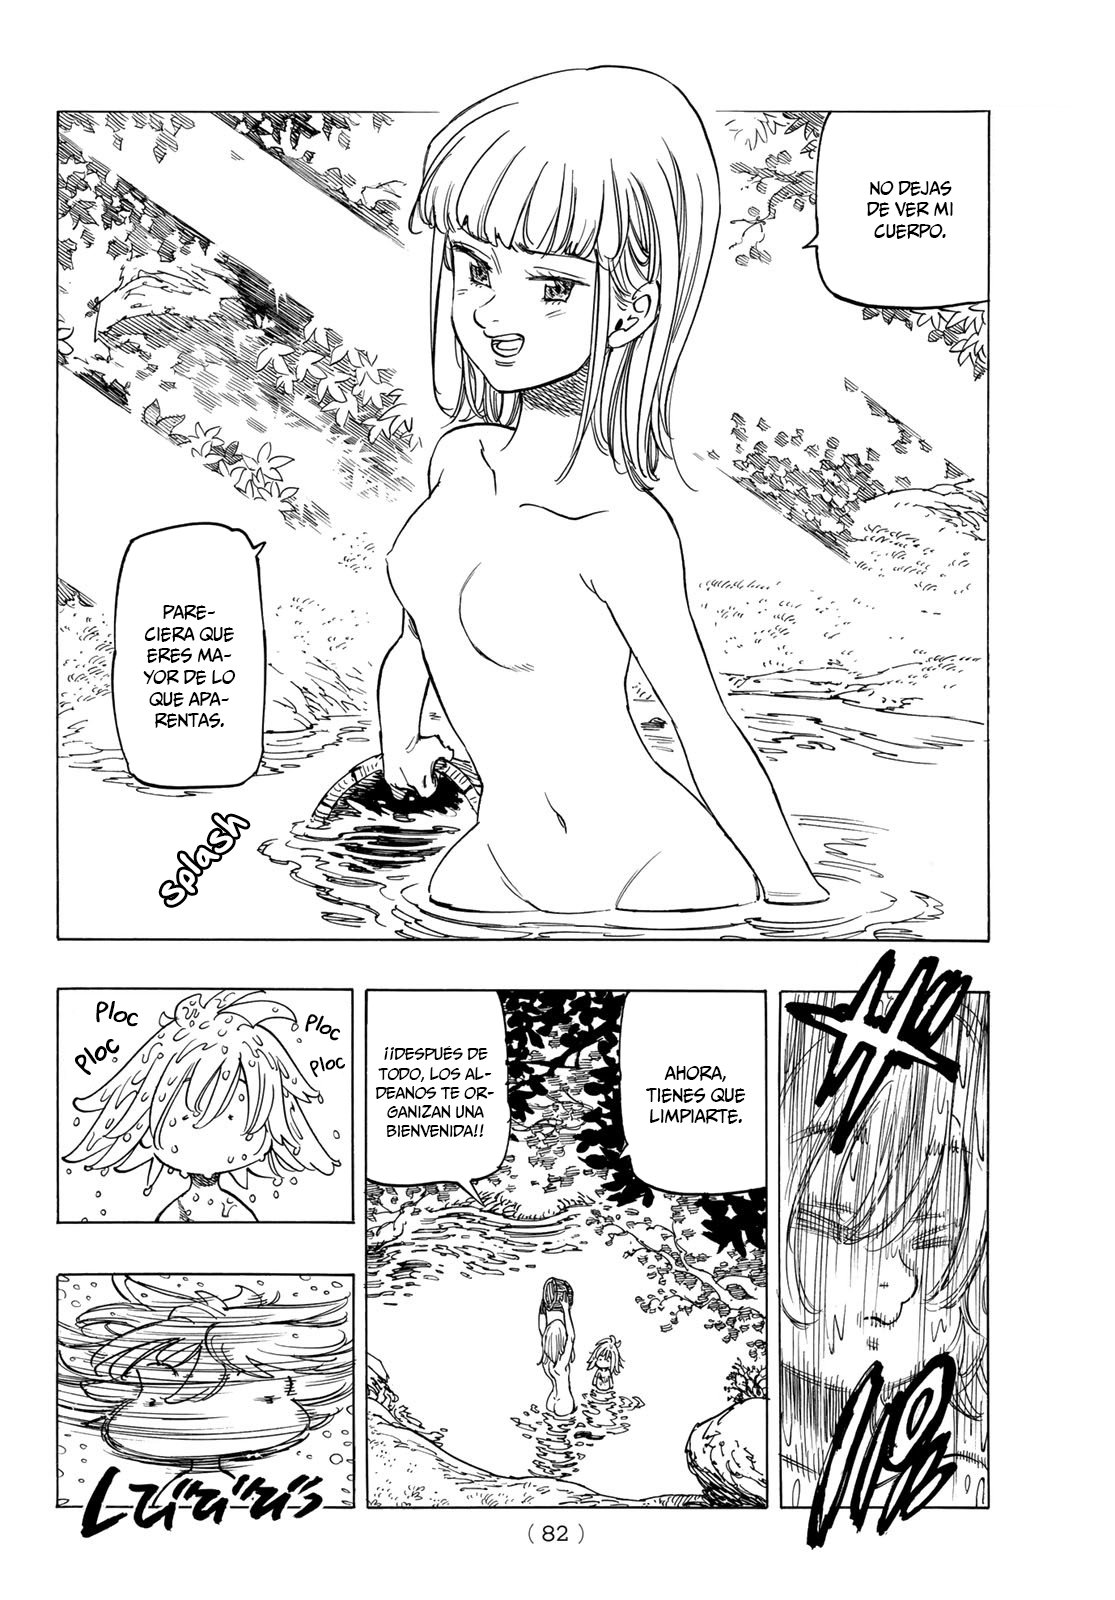 NO DEJAS
DE VER MI
CUERPO.
PARE-
CIERA QUE
ERES MA-
YOR DE LO
QUE APA-
RENTAS.
Splash
AHORA,
TIENES QUE
LIMPIARTE.
¡¡DESPUÉS DE
TODO, LOS AL-
DEANOS TE OR-
GANIZAN UNA
BIENVENIDA!!
Ploc
Ploc
Ploc
Ploc
( 82 )